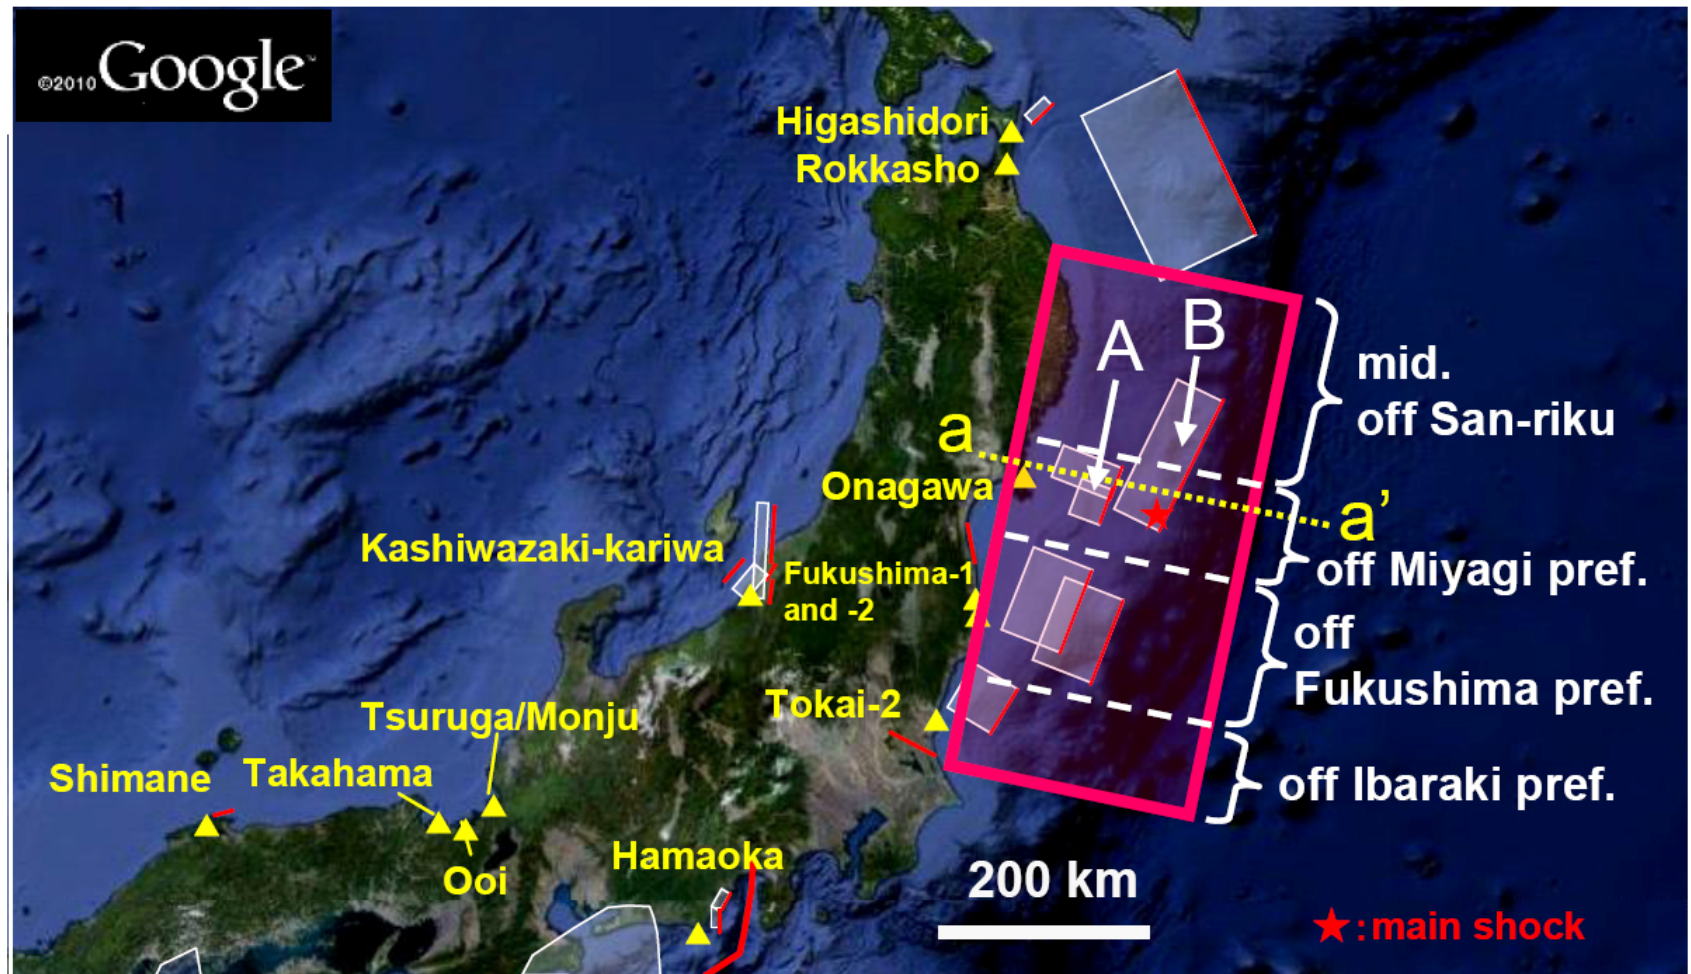 ©2010 Google™
Higashidori
Rokkasho
B
A
mid.
off San-riku
a
Onagawa
a’
Kashiwazaki-kariwa
off Miyagi pref.
Fukushima-1
and -2
off
Fukushima pref.
Tokai-2
Tsuruga/Monju
Shimane
Takahama
off Ibaraki pref.
Hamaoka
Ooi
200 km
★:main shock